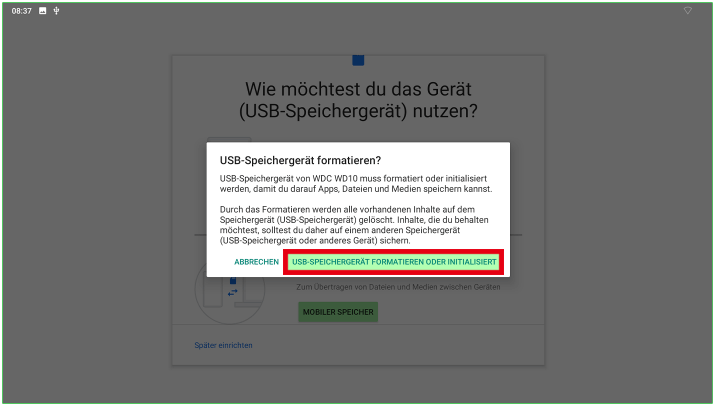 08:37
Wie möchtest du das Gerät
(USB-Speichergerät) nutzen?
USB-Speichergerät formatieren?
USB-Speichergerät von WDC WD10 muss formatiert oder initialisiert
werden, damit du darauf Apps, Dateien und Medien speichern kannst.
Durch das Formatieren werden alle vorhandenen Inhalte auf dem
Speichergerät (USB-Speichergerät) gelöscht. Inhalte, die du behalten
möchtest, solltest du daher auf einem anderen Speichergerät
(USB-Speichergerät oder anderes Gerät) sichern.
ABBRECHEN USB-SPEICHERGERÄT FORMATIEREN ODER INITIALISIERT
Zum Übertragen von Dateien und Medien zwischen Geräten
MOBILER SPEICHER
Später einrichten